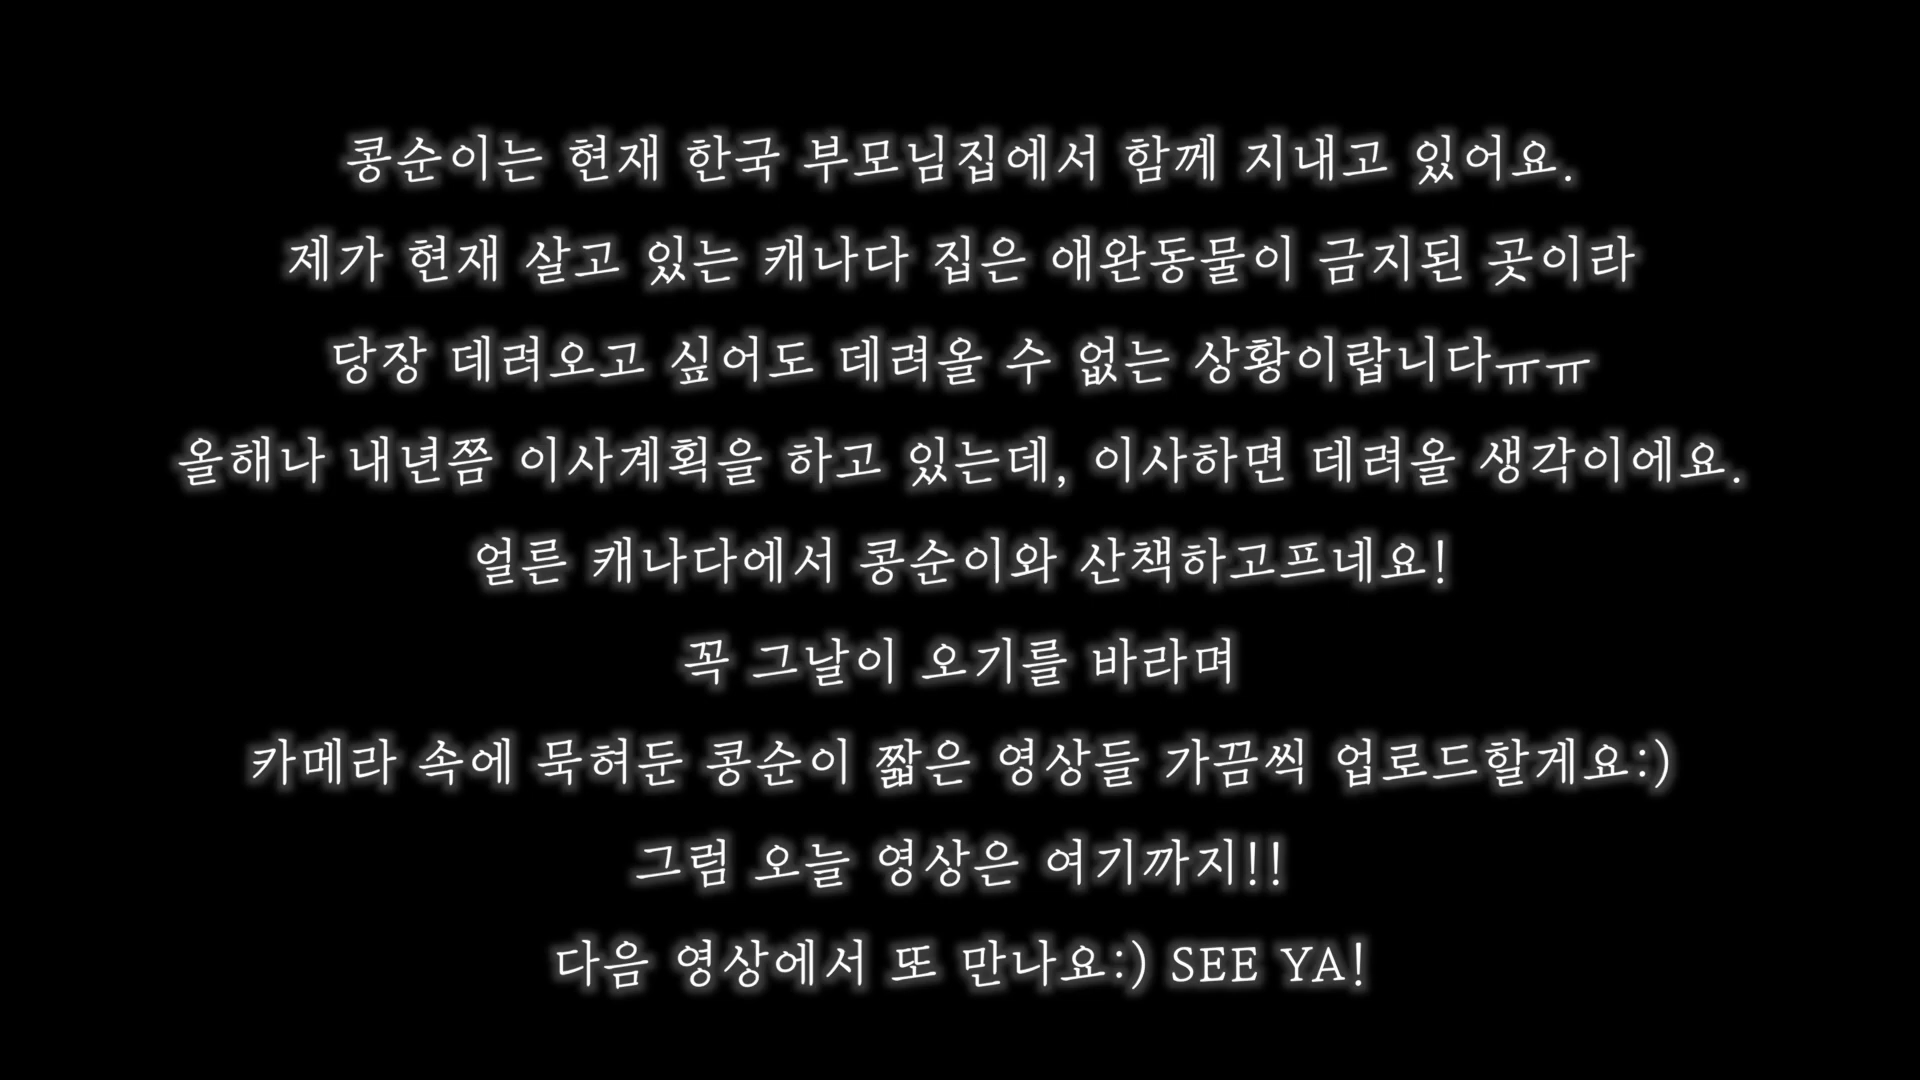 콩순이는 현재 한국 부모님집에서 함께 지내고 있어요.
제가 현재 살고 있는 캐나다 집은 애완동물이 금지된 곳이라
당장 데려오고 싶어도 데려올 수 없는 상황이랍니다ㅠㅠ
올해나 내년쯤 이사계획을 하고 있는데, 이사하면 데려올 생각이에요.
얼른 캐나다에서 콩순이와 산책하고프네요!
꼭 그날이 오기를 바라며
카메라 속에 묵혀둔 콩순이 짧은 영상들 가끔씩 업로드할게요:)
그럼 오늘 영상은 여기까지!!
다음 영상에서 또 만나요:) SEE YA!